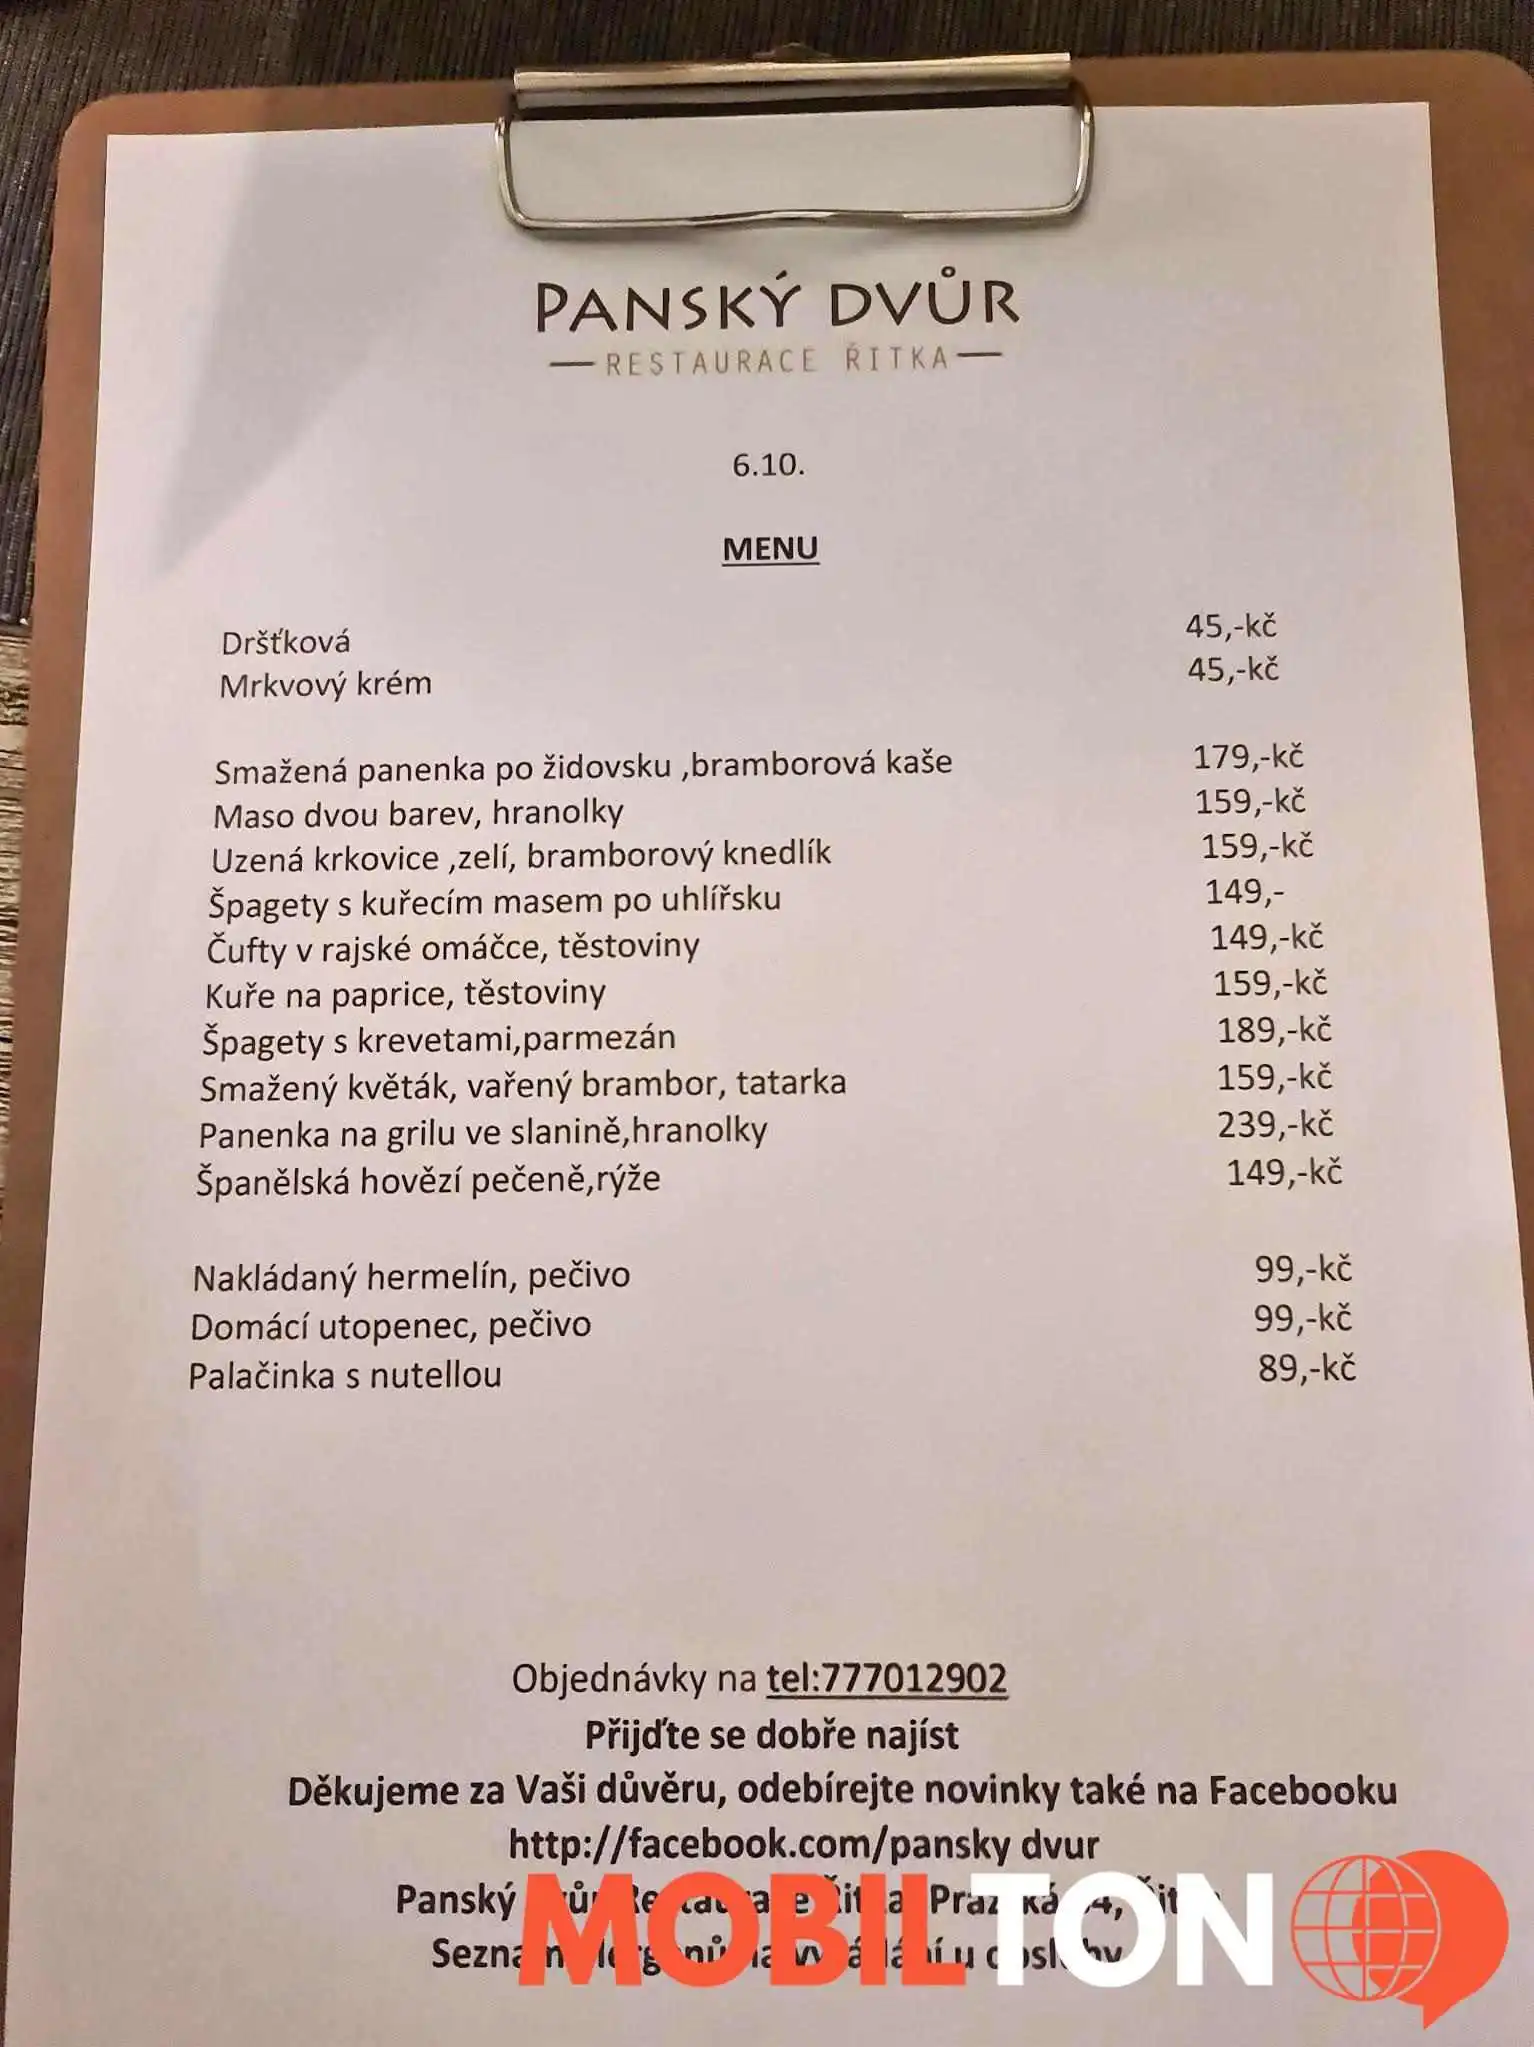 PANSKÝ DVŮR
RESTAURACE ŘITKA
6.10.
MENU
Dršťková 45,-kč
Mrkvový krém 45,-kč
Smažená panenka po židovsku ,bramborová kaše 179,-kč
Maso dvou barev, hranolky 159,-kč
Uzená krkovice ,zelí, bramborový knedlík 159,-kč
Špagety s kuřecím masem po uhlířsku 149,-
Čufty v rajské omáčce, těstoviny 149,-kč
Kuře na paprice, těstoviny 159,-kč
Špagety s krevetami,parmezán 189,-kč
Smažený květák, vařený brambor, tatarka 159,-kč
Panenka na grilu ve slanině,hranolky 239,-kč
Španělská hovězí pečeně,rýže 149,-kč
Nakládaný hermelín, pečivo 99,-kč
Domácí utopenec, pečivo 99,-kč
Palačinka s nutellou 89,-kč
Objednávky na tel:777012902
Přijďte se dobře najíst
Děkujeme za Vaši důvěru, odebírejte novinky také na Facebooku
http://facebook.com/pansky dvur
Panský
MOBILTON